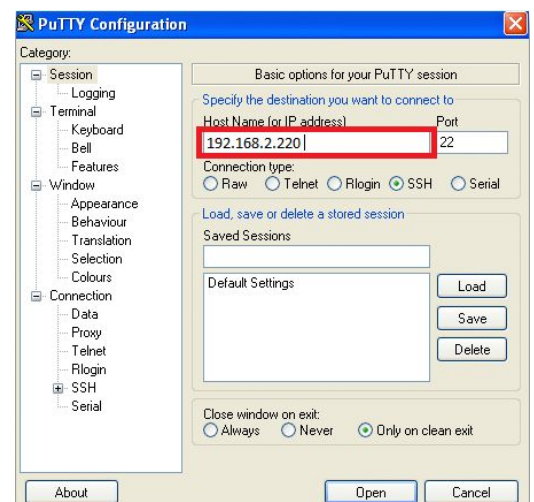 PuTTY Configuration
Category:
Session
Logging
Terminal
Keyboard
Bell
Features
Window
Appearance
Behaviour
Translation
Selection
Colours
Connection
Data
Proxy
Telnet
Rlogin
SSH
Serial
Basic options for your PuTTY session
Specify the destination you want to connect to
Host Name (or IP address) Port
192.168.2.220 22
Connection type:
Raw Telnet Rlogin SSH Serial
Load, save or delete a stored session
Saved Sessions
Default Settings
Load
Save
Delete
Close window on exit:
Always Never Only on clean exit
About Open Cancel